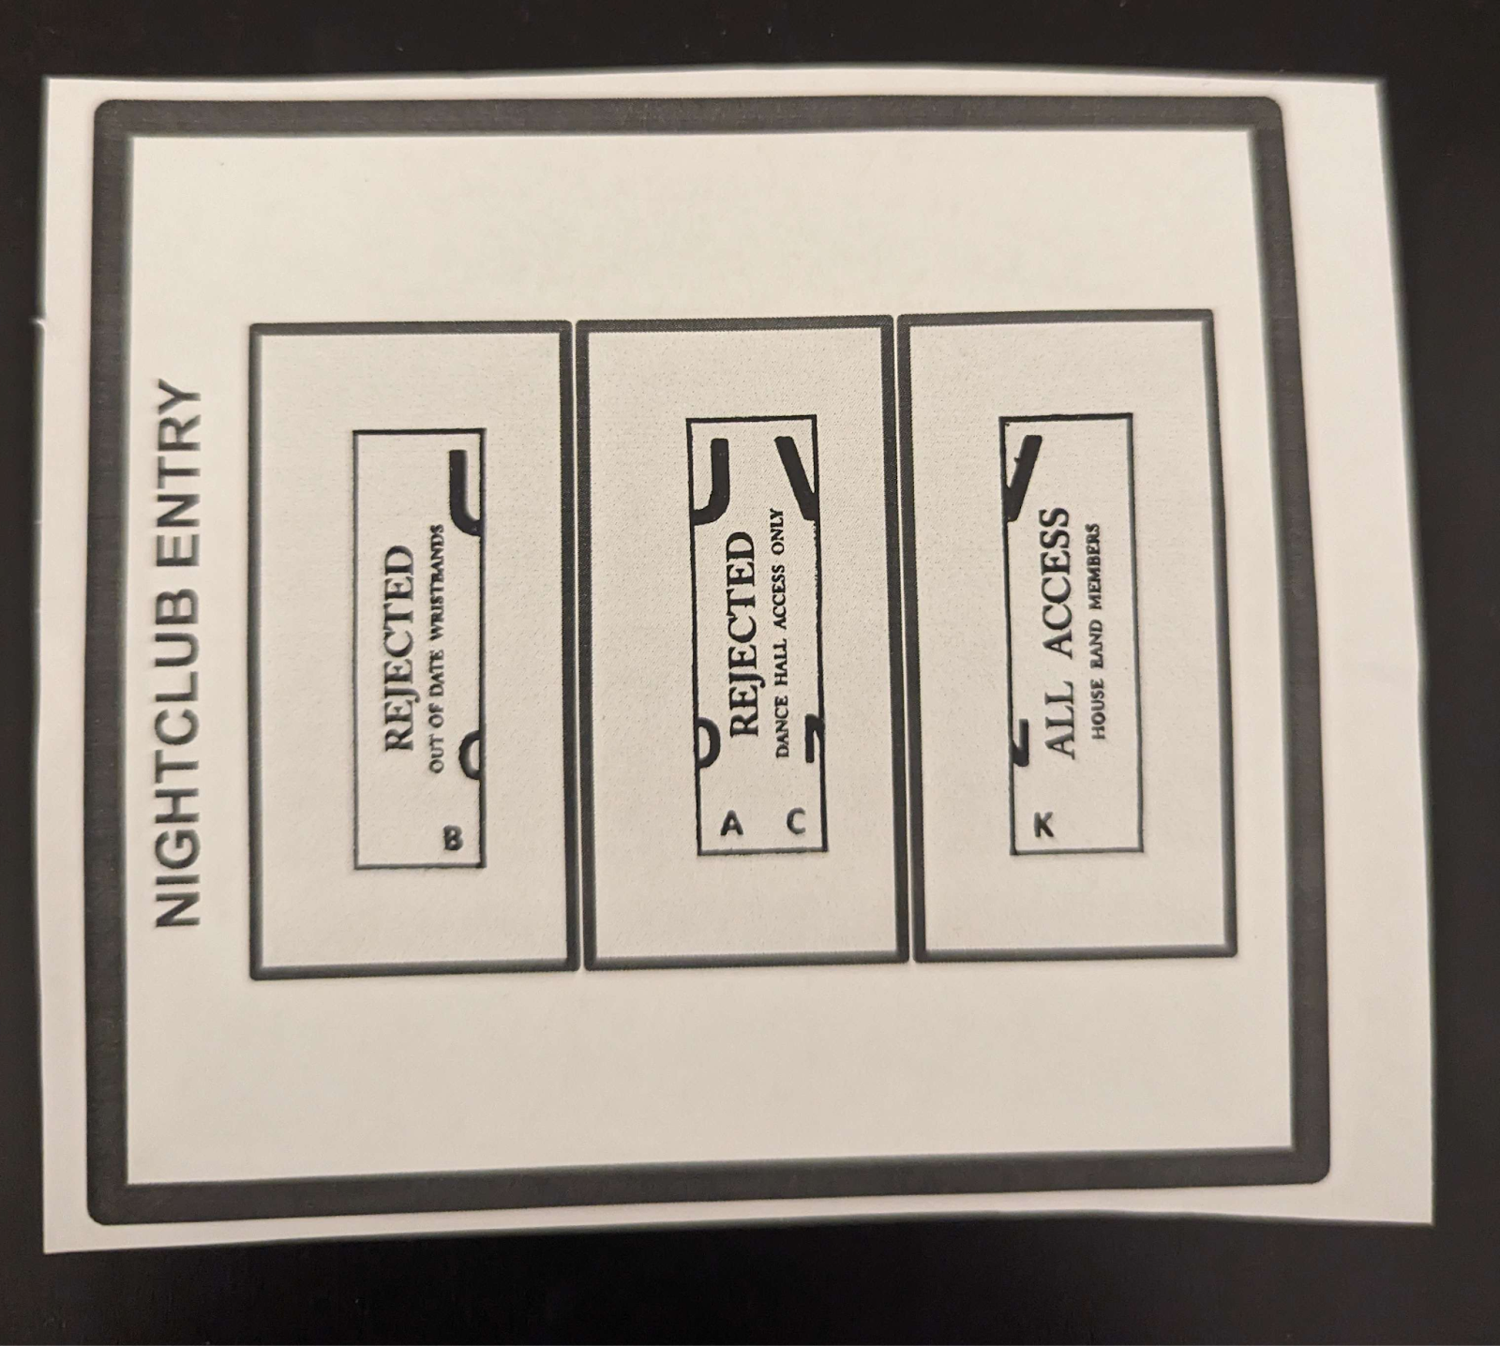 NIGHTCLUB ENTRY
REJECTED
OUT OF DATE WRISTBANDS
B
A
REJECTED
DANCE HALL ACCESS ONLY
C
K
ALL ACCESS
HOUSE BAND MEMBERS